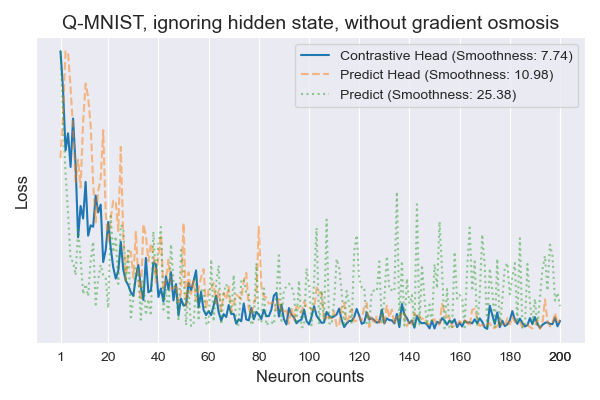 Q-MNIST, ignoring hidden state, without gradient osmosis
Contrastive Head (Smoothness: 7.74)
Predict Head (Smoothness: 10.98)
Predict (Smoothness: 25.38)
Loss
1 20 40 60 80 100 120 140 160 180 200
Neuron counts